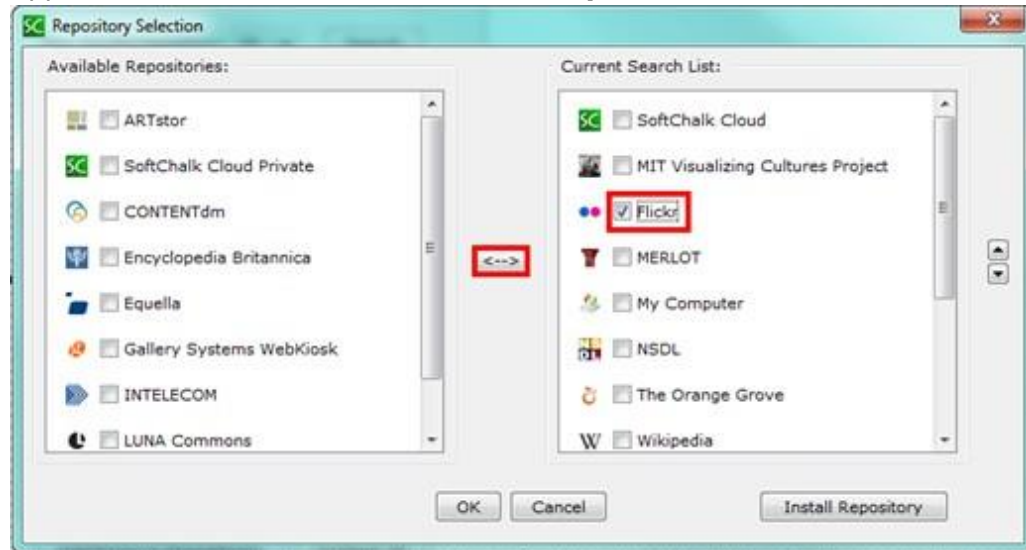 Repository Selection
Available Repositories:
ARTstor
SoftChalk Cloud Private
CONTENTdm
Encyclopedia Britannica
Equella
Gallery Systems WebKiosk
INTELECOM
LUNA Commons
<-->
Current Search List:
SoftChalk Cloud
MIT Visualizing Cultures Project
Flickr
MERLOT
My Computer
NSDL
The Orange Grove
Wikipedia
OK
Cancel
Install Repository